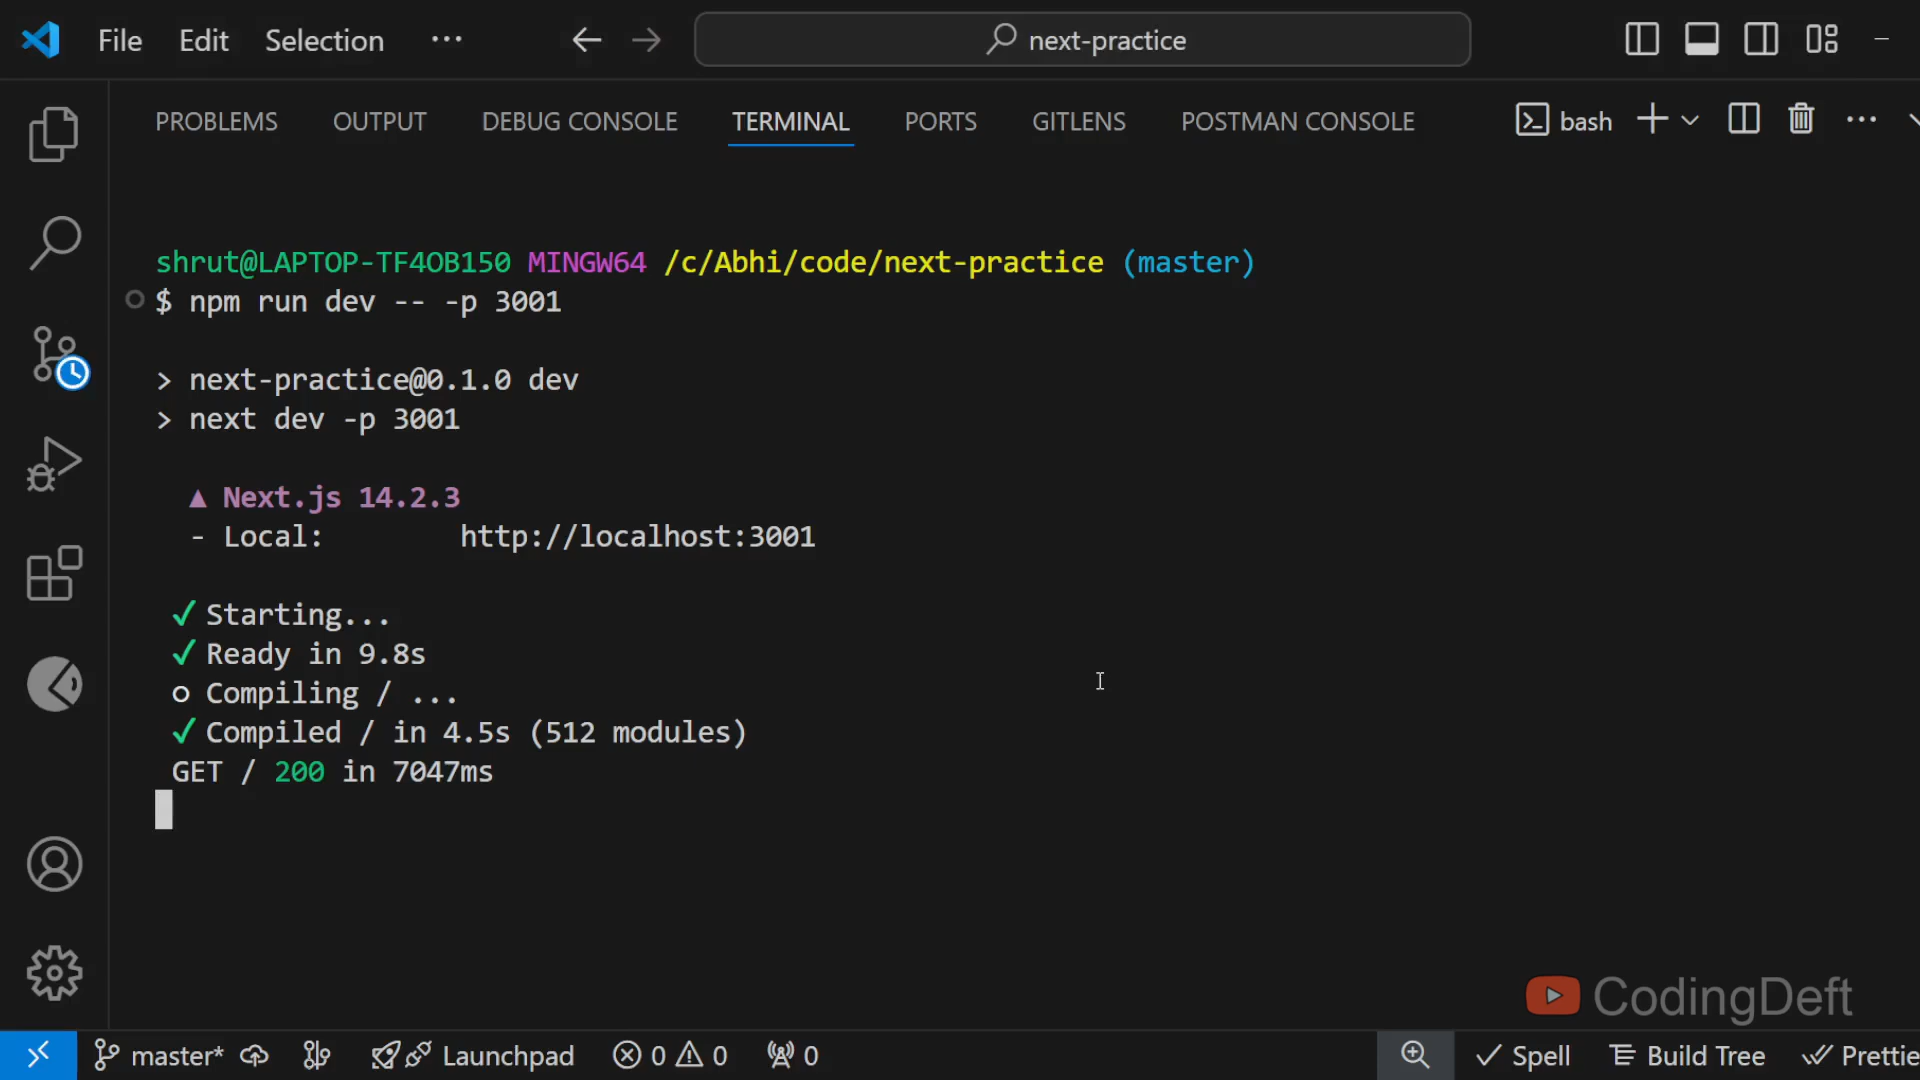 File Edit Selection ··· next-practice
PROBLEMS OUTPUT DEBUG CONSOLE TERMINAL PORTS GITLENS POSTMAN CONSOLE bash ···
shrut@LAPTOP-TF4OB150 MINGW64 /c/Abhi/code/next-practice (master)
$ npm run dev -- -p 3001
> next-practice@0.1.0 dev
> next dev -p 3001
▲ Next.js 14.2.3
- Local: http://localhost:3001
✓ Starting...
✓ Ready in 9.8s
○ Compiling / ...
✓ Compiled / in 4.5s (512 modules)
GET / 200 in 7047ms
CodingDeft
master* Launchpad 0 0 0 Spell Build Tree Prettie